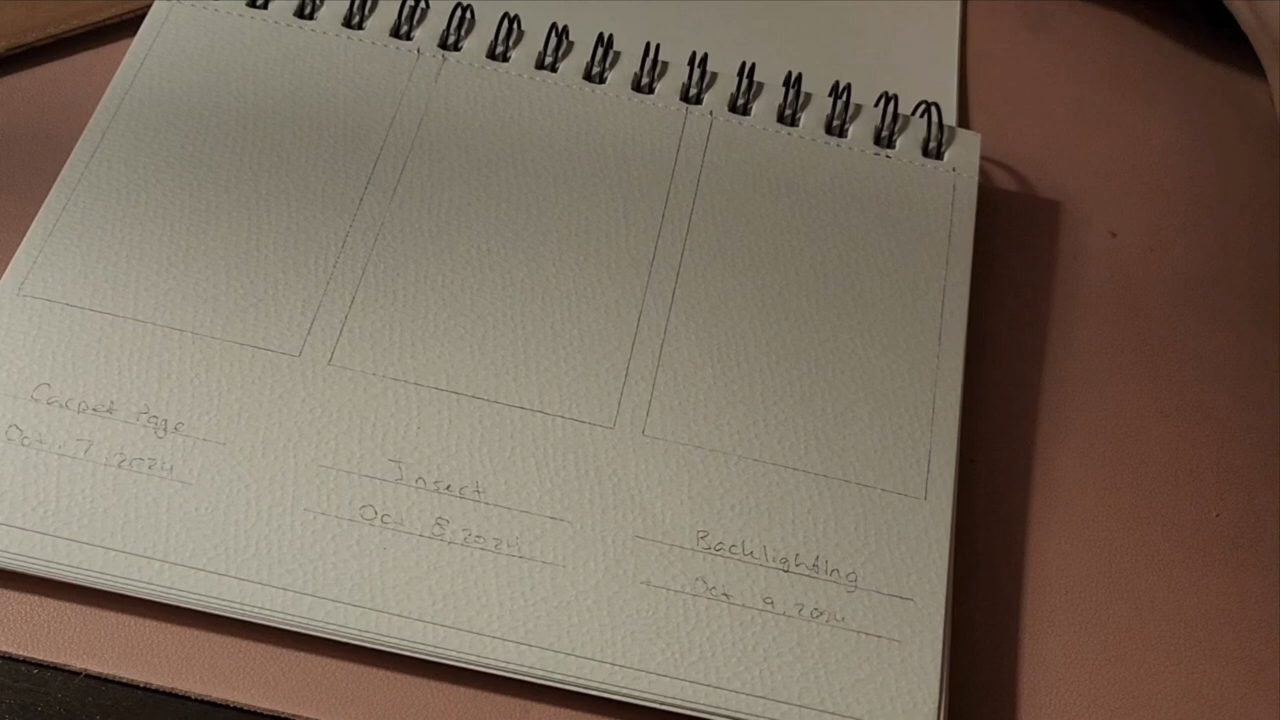 Carpet Page
Oct. 7, 2024
Insect
Oct. 8, 2024
Backlighting
Oct. 9, 2024